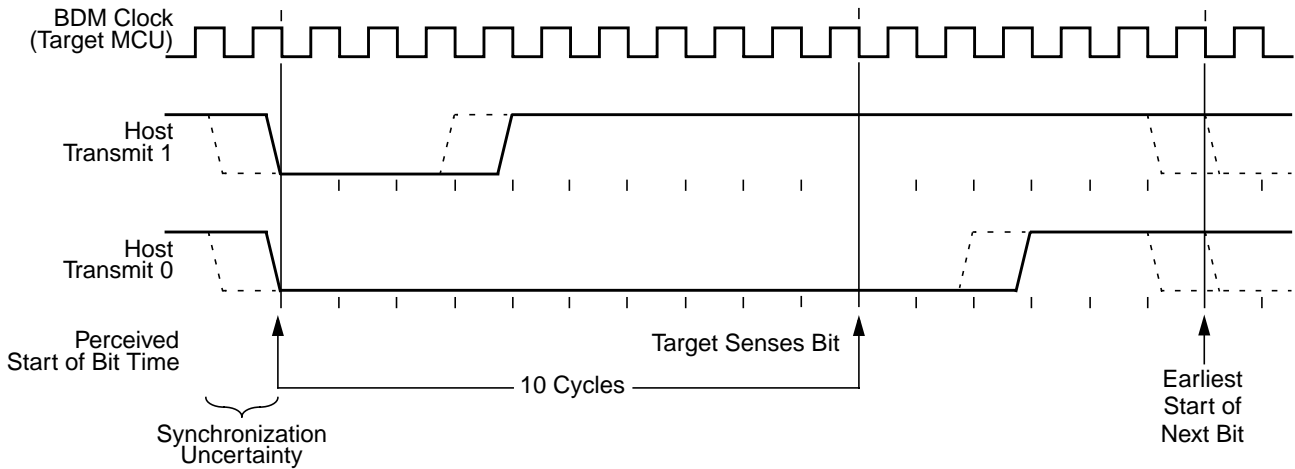 BDM Clock
(Target MCU)
Host
Transmit 1
Host
Transmit 0
Perceived
Start of Bit Time
Target Senses Bit
10 Cycles
Earliest
Start of
Next Bit
Synchronization
Uncertainty